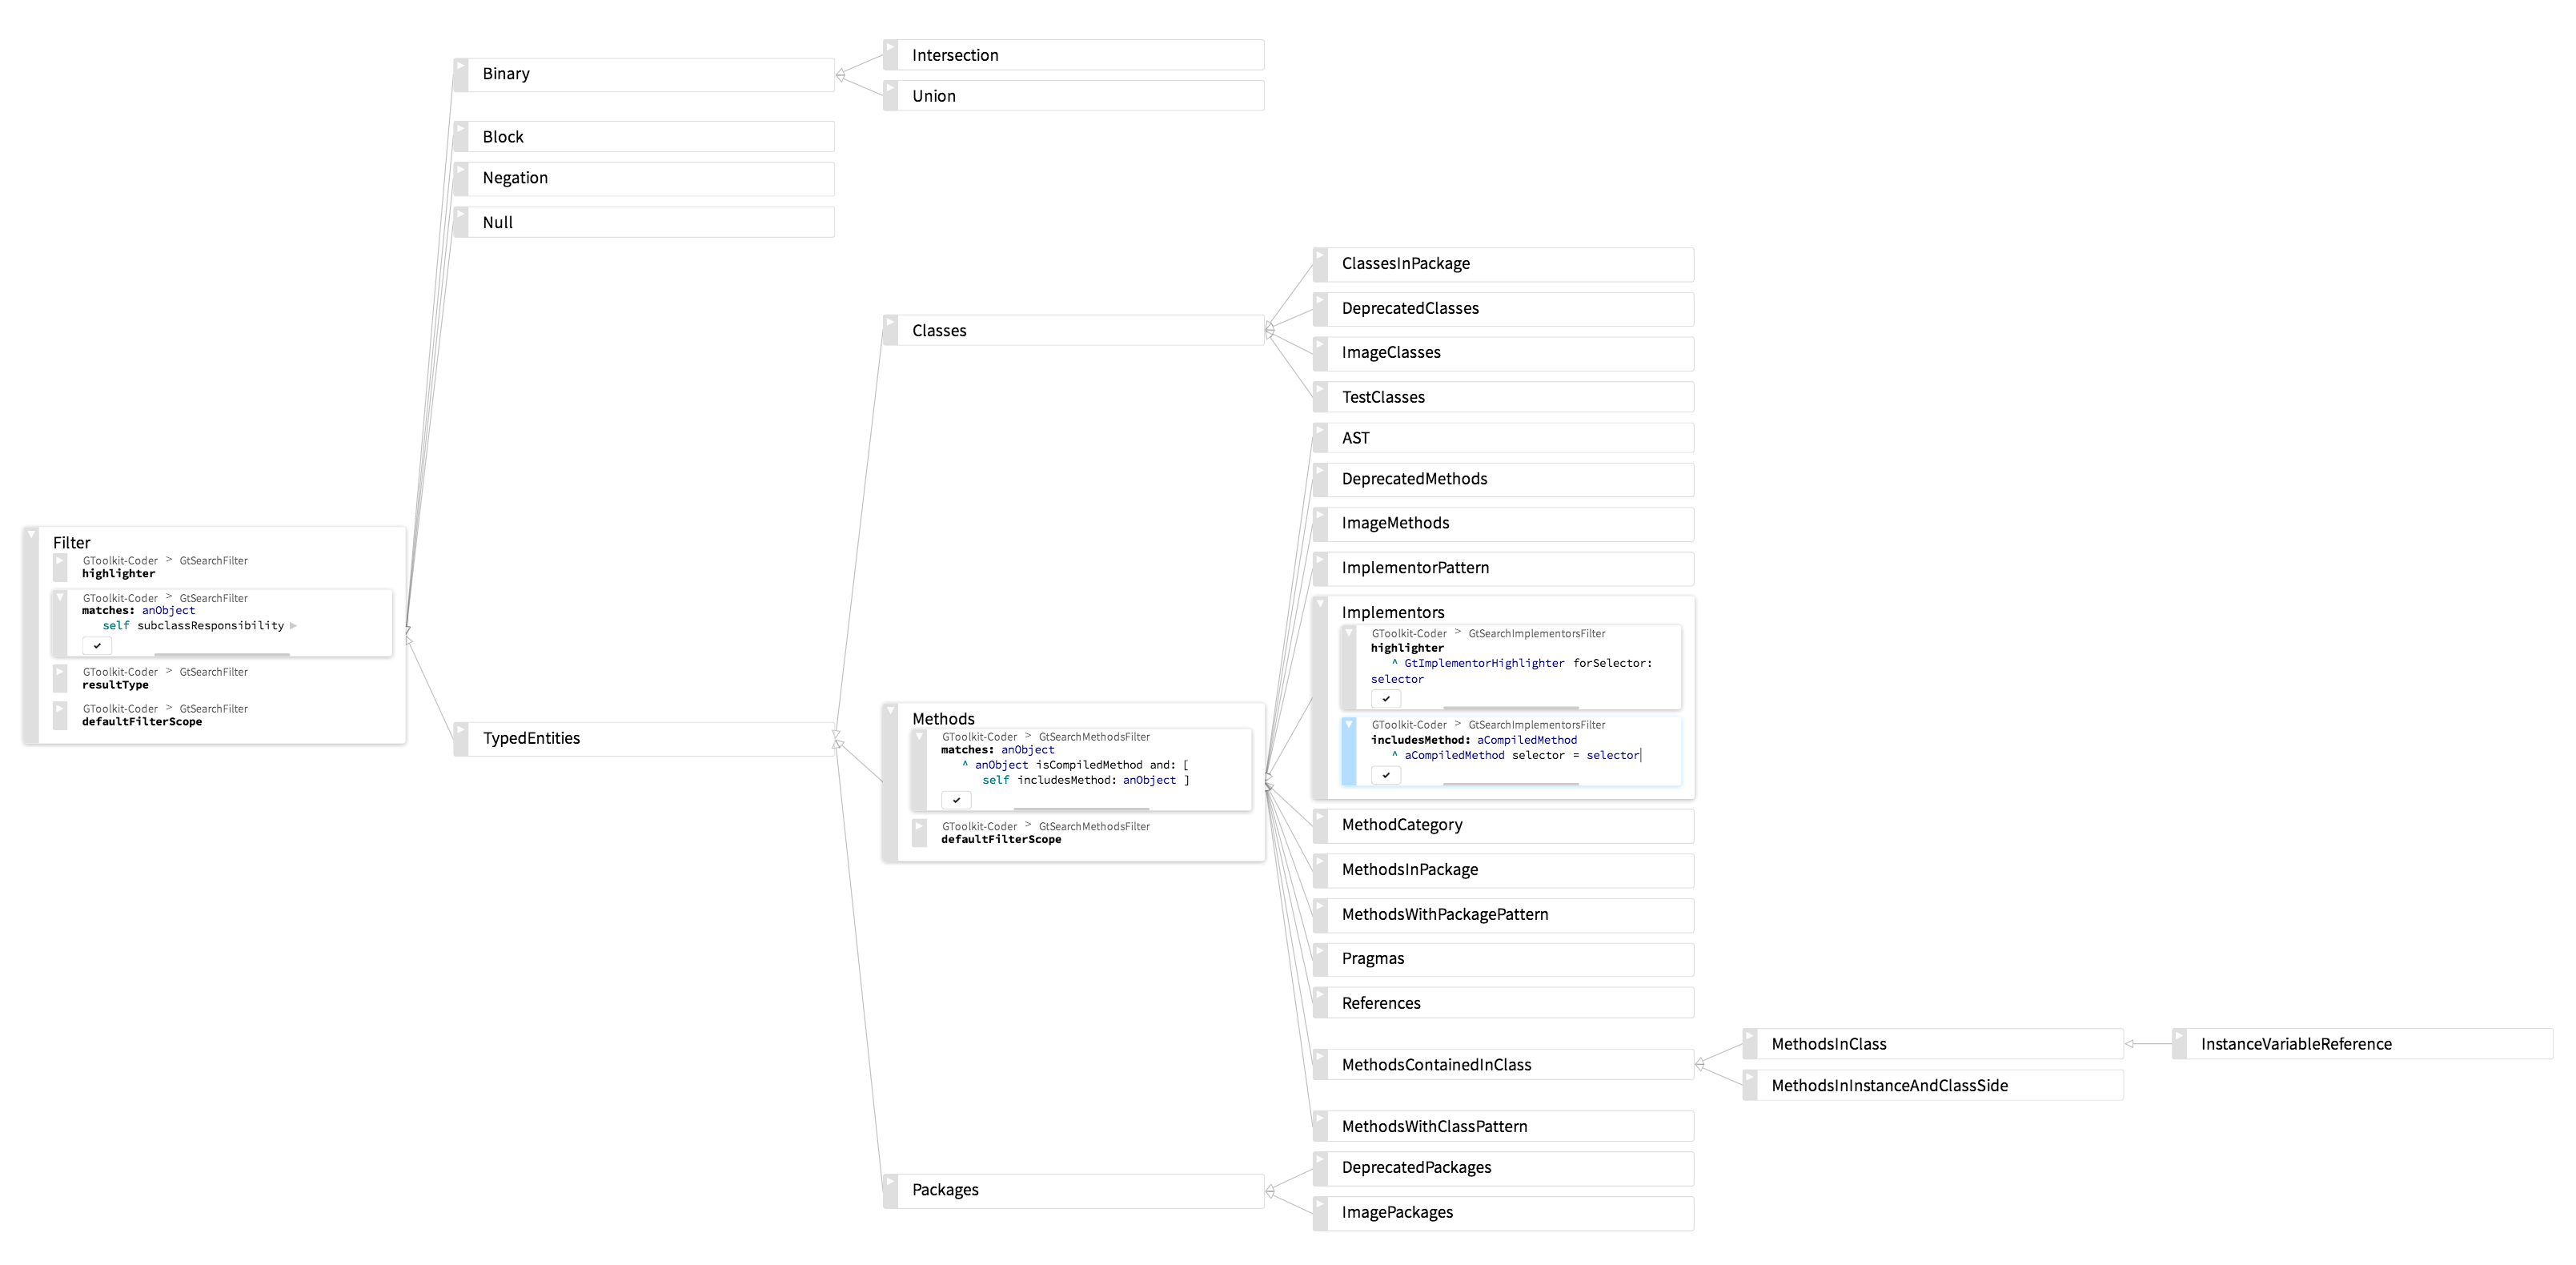 Filter
GToolkit-Coder > GtSearchFilter
highlighter
GToolkit-Coder > GtSearchFilter
matches: anObject
self subclassResponsibility
GToolkit-Coder > GtSearchFilter
resultType
GToolkit-Coder > GtSearchFilter
defaultFilterScope
Binary
Block
Negation
Null
TypedEntities
Intersection
Union
Classes
Methods
GToolkit-Coder > GtSearchMethodsFilter
matches: anObject
^ anObject isCompiledMethod and: [
self includesMethod: anObject ]
GToolkit-Coder > GtSearchMethodsFilter
defaultFilterScope
Packages
ClassesInPackage
DeprecatedClasses
ImageClasses
TestClasses
AST
DeprecatedMethods
ImageMethods
ImplementorPattern
Implementors
GToolkit-Coder > GtSearchImplementorsFilter
highlighter
^ GtImplementorHighlighter forSelector:
selector
GToolkit-Coder > GtSearchImplementorsFilter
includesMethod: aCompiledMethod
^ aCompiledMethod selector = selector
MethodCategory
MethodsInPackage
MethodsWithPackagePattern
Pragmas
References
MethodsContainedInClass
MethodsWithClassPattern
DeprecatedPackages
ImagePackages
MethodsInClass
MethodsInInstanceAndClassSide
InstanceVariableReference